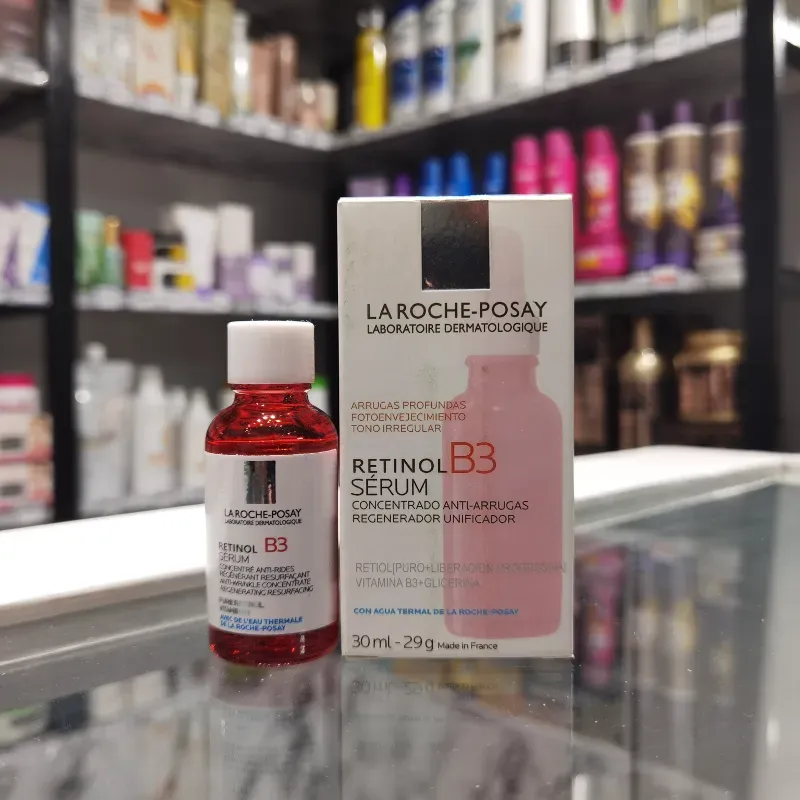 LA ROCHE-POSAY
LABORATOIRE DERMATOLOGIQUE
RETINOL B3
SÉRUM
CONCENTRÉ ANTI-RIDES
RÉGÉNÉRANT RESURFAÇANT
ANTI-WRINKLE CONCENTRATE
REGENERATING RESURFACING
AVEC DE L'EAU THERMALE
DE LA ROCHE-POSAY
LA ROCHE-POSAY
LABORATOIRE DERMATOLOGIQUE
ARRUGAS PROFUNDAS
FOTOENVEJECIMIENTO
TONO IRREGULAR
RETINOL B3
SÉRUM
CONCENTRADO ANTI-ARRUGAS
REGENERADOR UNIFICADOR
VITAMINA B3+GLICERINA
CON AGUA TERMAL DE LA ROCHE-POSAY
30 ml - 29 g Made in France